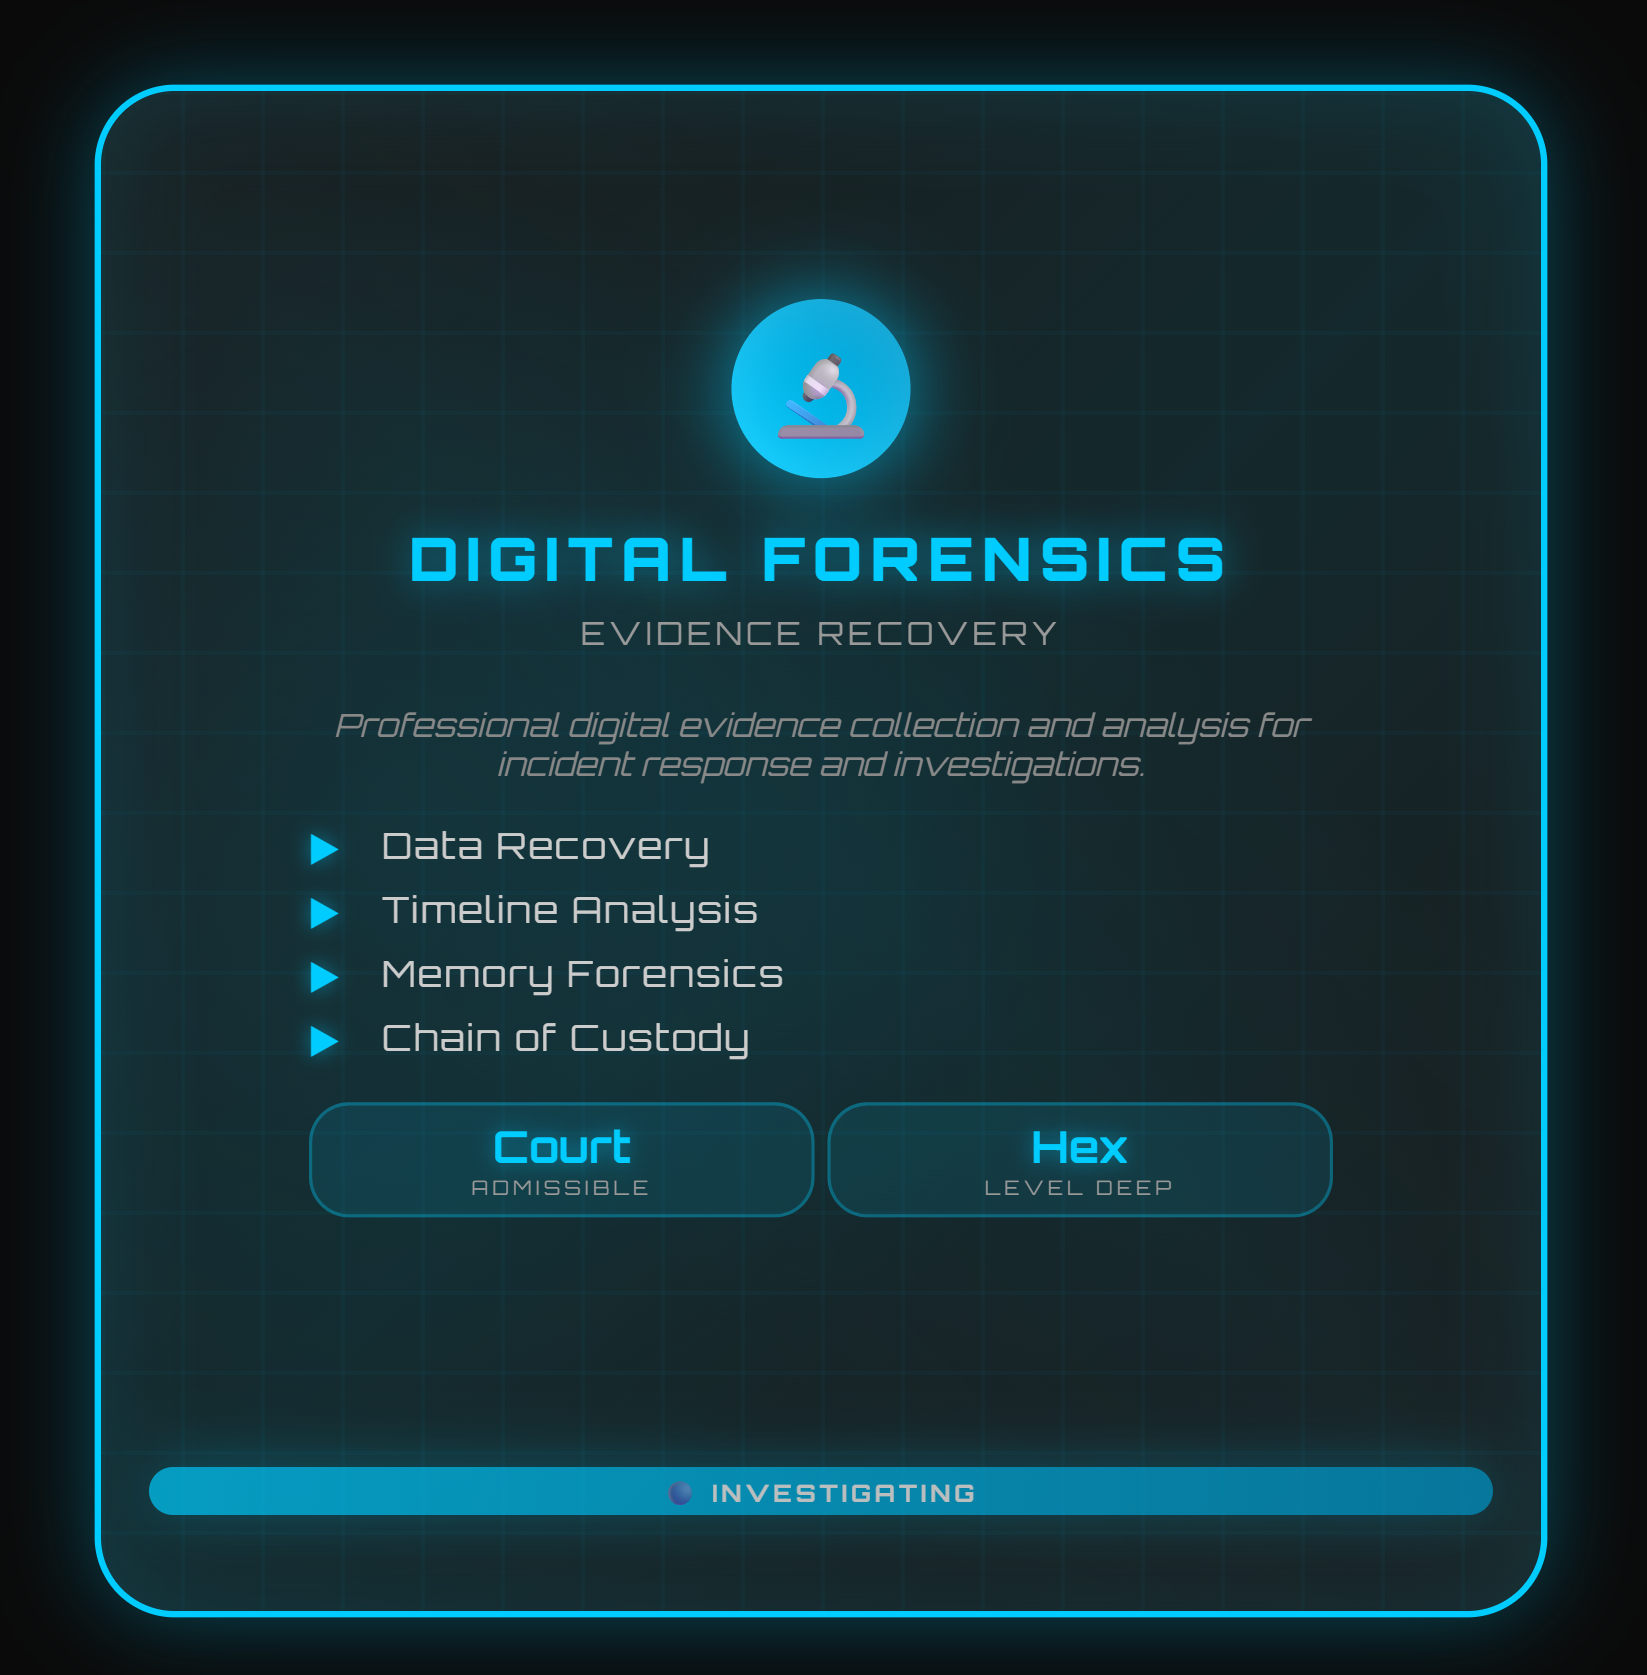 DIGITAL FORENSICS
EVIDENCE RECOVERY
Professional digital evidence collection and analysis for
incident response and investigations.
Data Recovery
Timeline Analysis
Memory Forensics
Chain of Custody
Court
ADMISSIBLE
Hex
LEVEL DEEP
INVESTIGATING